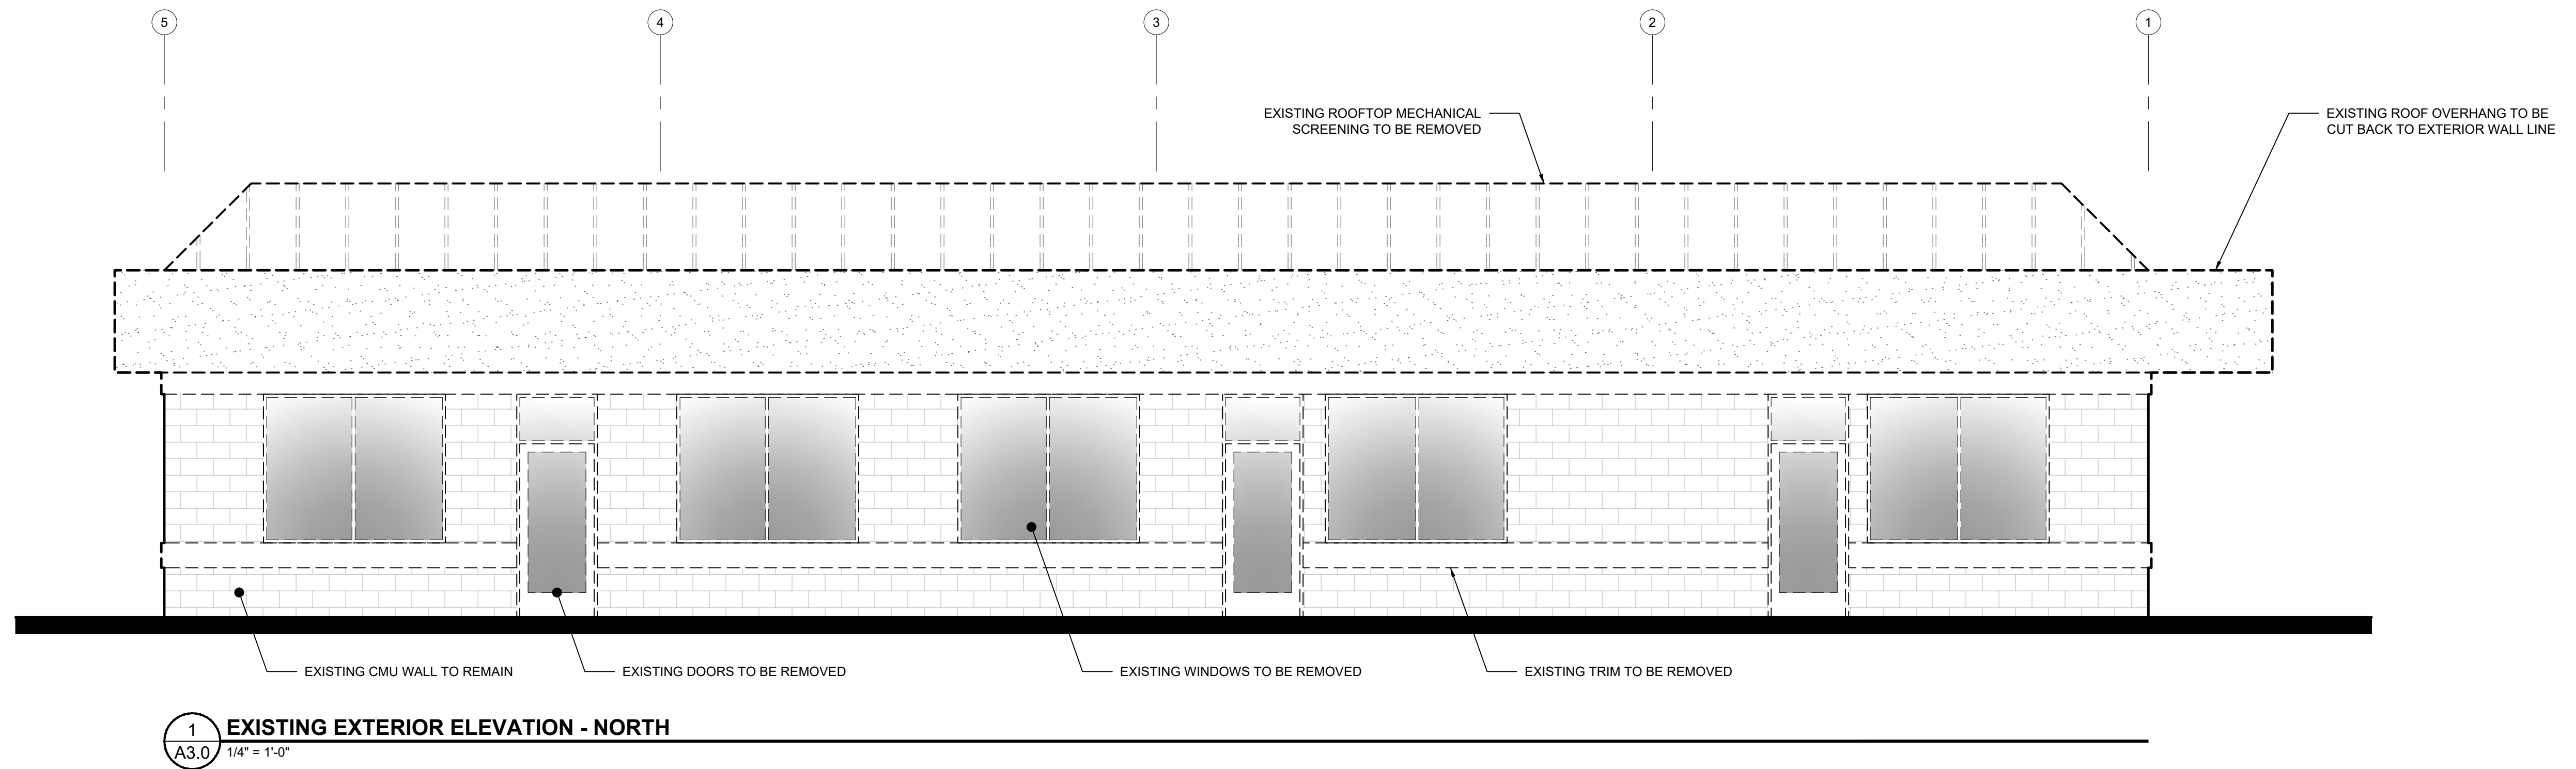 5
4
3
2
1
EXISTING ROOFTOP MECHANICAL
SCREENING TO BE REMOVED
EXISTING ROOF OVERHANG TO BE
CUT BACK TO EXTERIOR WALL LINE
EXISTING CMU WALL TO REMAIN
EXISTING DOORS TO BE REMOVED
EXISTING WINDOWS TO BE REMOVED
EXISTING TRIM TO BE REMOVED
1
A3.0
EXISTING EXTERIOR ELEVATION - NORTH
1/4" = 1'-0"